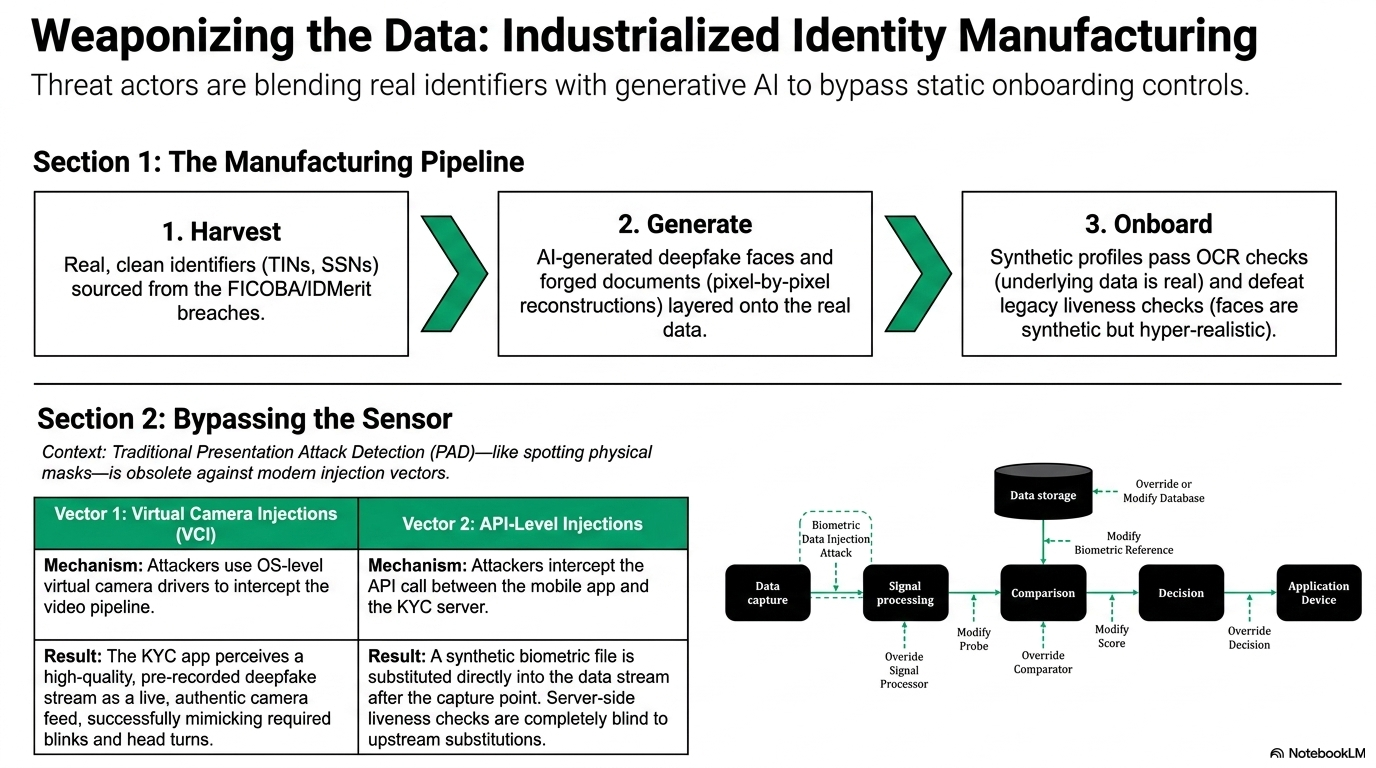 Weaponizing the Data: Industrialized Identity Manufacturing
Threat actors are blending real identifiers with generative AI to bypass static onboarding controls.
Section 1: The Manufacturing Pipeline
1. Harvest
Real, clean identifiers (TINs, SSNs)
sourced from the FICOBA/IDMerit
breaches.
2. Generate
AI-generated deepfake faces and
forged documents (pixel-by-pixel
reconstructions) layered onto the real
data.
3. Onboard
Synthetic profiles pass OCR checks
(underlying data is real) and defeat
legacy liveness checks (faces are
synthetic but hyper-realistic).
Section 2: Bypassing the Sensor
Context: Traditional Presentation Attack Detection (PAD)—like spotting physical
masks—is obsolete against modern injection vectors.
Vector 1: Virtual Camera Injections
(VCI)
Vector 2: API-Level Injections
Mechanism: Attackers use OS-level
virtual camera drivers to intercept the
video pipeline.
Mechanism: Attackers intercept the
API call between the mobile app and
the KYC server.
Result: The KYC app perceives a
high-quality, pre-recorded deepfake
stream as a live, authentic camera
feed, successfully mimicking required
blinks and head turns.
Result: A synthetic biometric file is
substituted directly into the data stream
after the capture point. Server-side
liveness checks are completely blind to
upstream substitutions.
Data storage
Override or
Modify Database
Biometric
Data Injection
Attack
Modify
Biometric Reference
Data
capture
Signal
processing
Comparison
Decision
Application
Device
Overide
Signal
Processor
Modify
Probe
Override
Comparator
Modify
Score
Override
Decision
NotebookLM